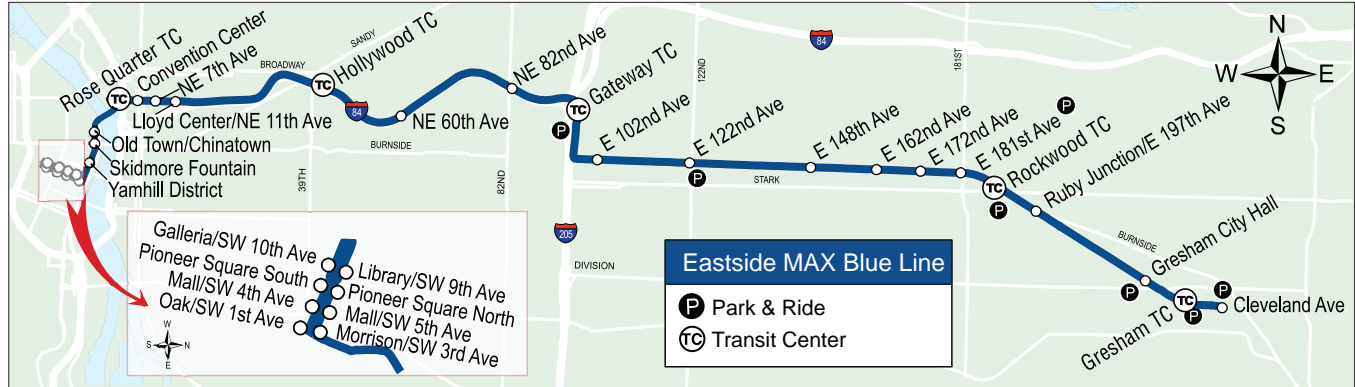 Rose Quarter TC
Convention Center
NE 7th Ave
Lloyd Center/NE 11th Ave
Old Town/Chinatown
Skidmore Fountain
Yamhill District
BROADWAY
SANDY
Hollywood TC
TC
TC
84
NE 60th Ave
NE 82nd Ave
BURNSIDE
39TH
82ND
Gateway TC
TC
P
E 102nd Ave
205
DIVISION
122ND
E 122nd Ave
P
STARK
84
E 148th Ave
E 162nd Ave
E 172nd Ave
181ST
E 181st Ave
P
Rockwood TC
TC
P
Ruby Junction/E 197th Ave
BURNSIDE
Gresham City Hall
P
Gresham TC
TC
P
P
Cleveland Ave
N
W
E
S
Galleria/SW 10th Ave
Pioneer Square South
Mall/SW 4th Ave
Oak/SW 1st Ave
Library/SW 9th Ave
Pioneer Square North
Mall/SW 5th Ave
Morrison/SW 3rd Ave
W
S
N
E
Eastside MAX Blue Line
P Park & Ride
TC Transit Center